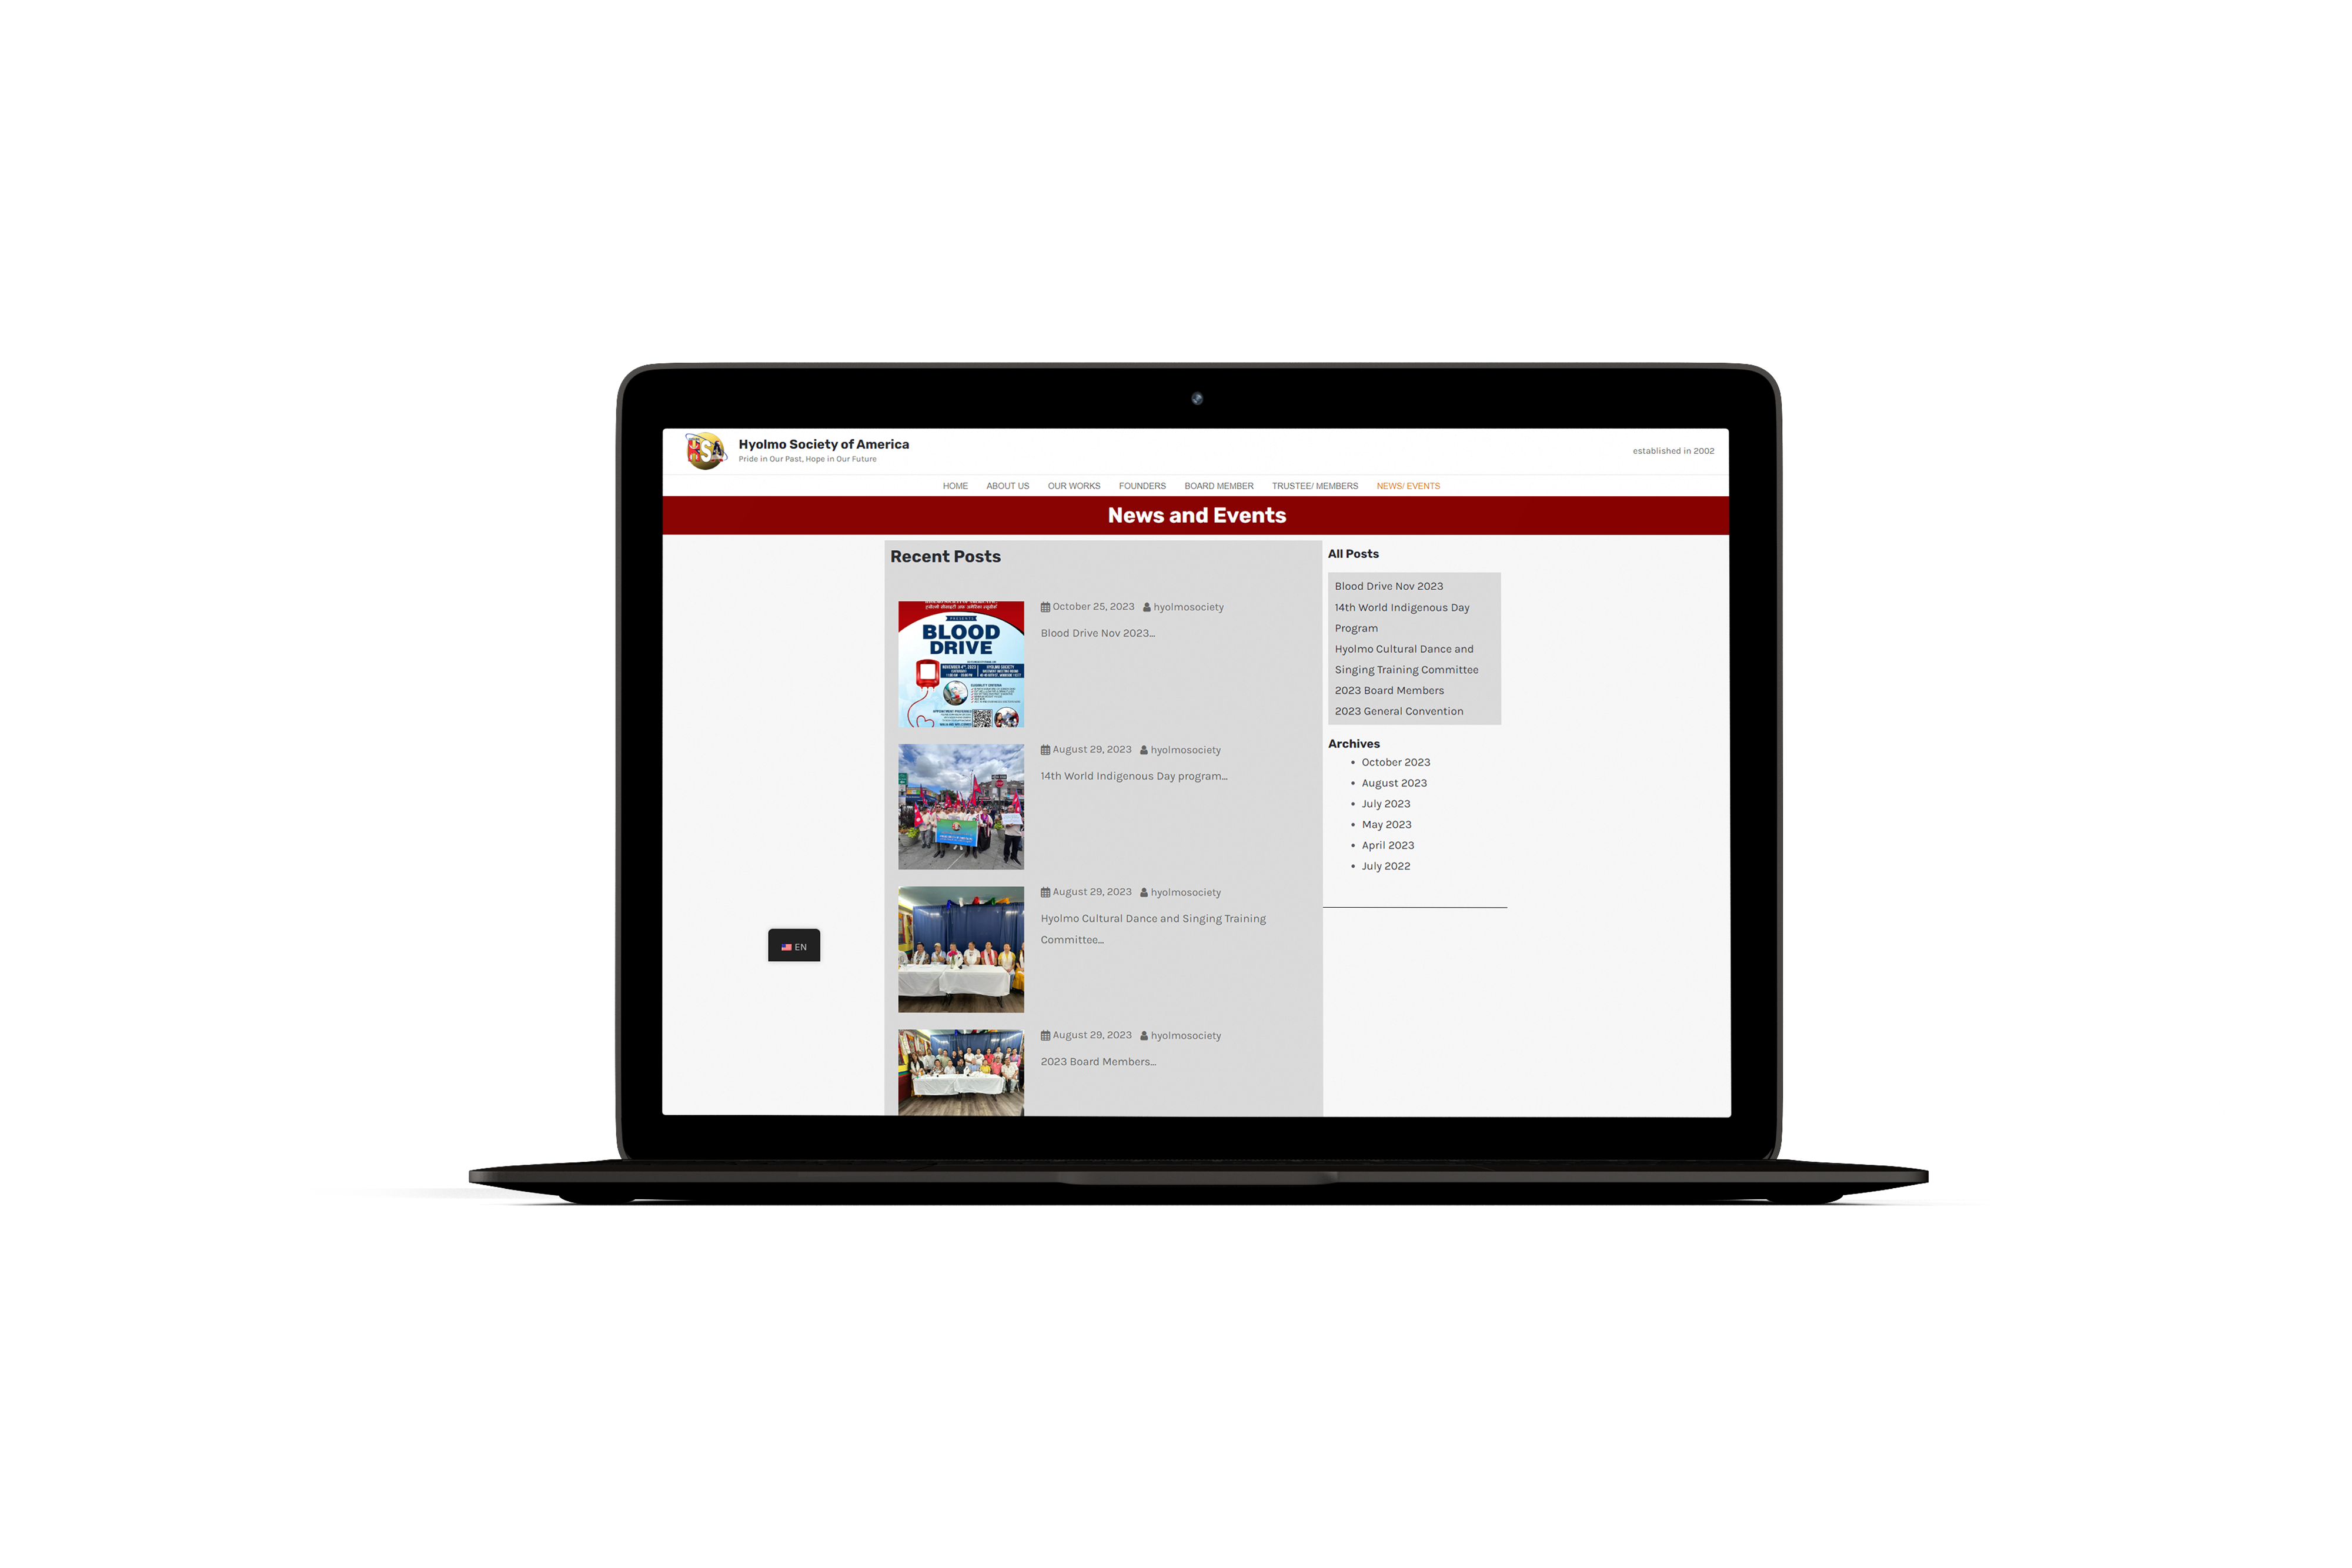 HSA
Hyolmo Society of America
Pride in Our Past, Hope in Our Future
established in 2002
HOME ABOUT US OUR WORKS FOUNDERS BOARD MEMBER TRUSTEE/ MEMBERS NEWS/ EVENTS
News and Events
Recent Posts
PRESENTS
BLOOD
DRIVE
October 25, 2023 hyolmosociety
Blood Drive Nov 2023...
August 29, 2023 hyolmosociety
14th World Indigenous Day program...
August 29, 2023 hyolmosociety
Hyolmo Cultural Dance and Singing Training
Committee...
August 29, 2023 hyolmosociety
2023 Board Members...
All Posts
Blood Drive Nov 2023
14th World Indigenous Day
Program
Hyolmo Cultural Dance and
Singing Training Committee
2023 Board Members
2023 General Convention
Archives
• October 2023
• August 2023
• July 2023
• May 2023
• April 2023
• July 2022
EN